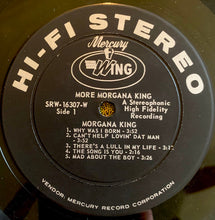 HI-FI STEREO
Mercury
WING
MORE MORGANA KING
SRW-16307-W
Side 1
A Stereophonic
High Fidelity
Recording
MORGANA KING
1. WHY WAS I BORN - 3:52
2. CAN'T HELP LOVIN' DAT MAN
3. THERE'S A LULL IN MY LIFE
4. THE SONG IS YOU - 3:16
5. MAD ABOUT THE BOY - 3:26
VENDOR: MERCURY RECORD CORPORATION